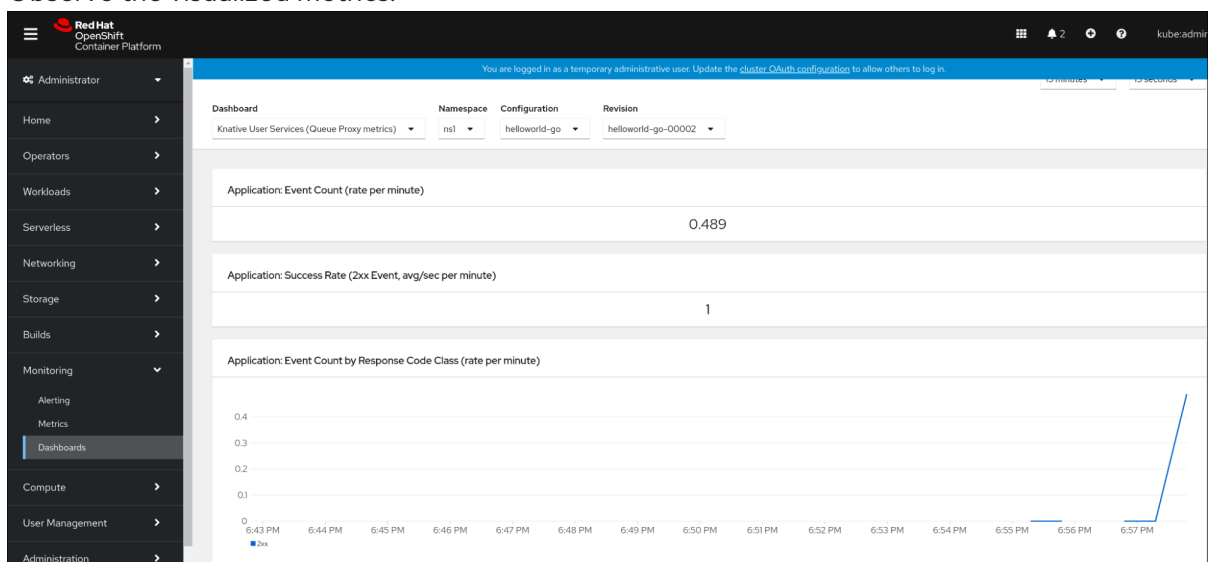 Red Hat
OpenShift
Container Platform
2
kube:admin
Administrator
You are logged in as a temporary administrative user. Update the cluster OAuth configuration to allow others to log in.
Home
Operators
Workloads
Serverless
Networking
Storage
Builds
Monitoring
Alerting
Metrics
Dashboards
Compute
User Management
Administration
Dashboard Namespace Configuration Revision
Knative User Services (Queue Proxy metrics) ns1 helloworld-go helloworld-go-00002
Application: Event Count (rate per minute)
0.489
Application: Success Rate (2xx Event, avg/sec per minute)
1
Application: Event Count by Response Code Class (rate per minute)
0.4
0.3
0.2
0.1
0
6:43 PM 6:44 PM 6:45 PM 6:46 PM 6:47 PM 6:48 PM 6:49 PM 6:50 PM 6:51 PM 6:52 PM 6:53 PM 6:54 PM 6:55 PM 6:56 PM 6:57 PM
2xx